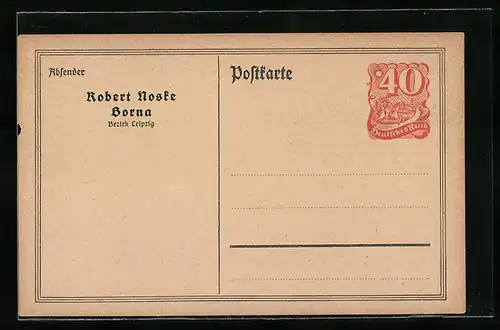 Absender
Robert Noske
Borna
Bezirk Leipzig
Postkarte
40
Deutsches Reich